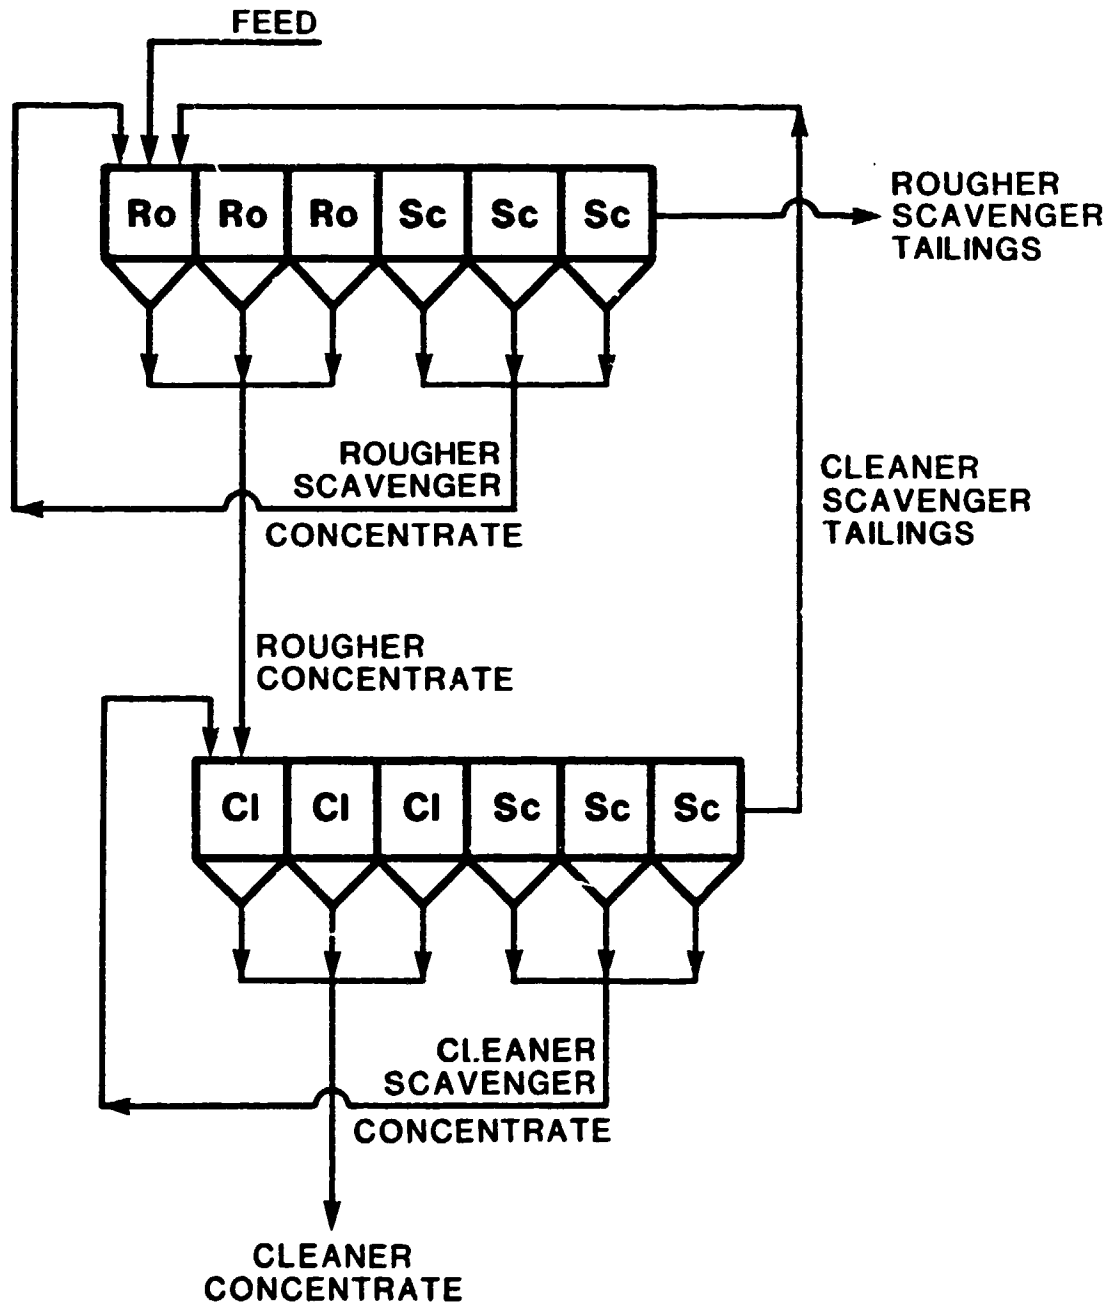 FEED
Ro Ro Ro Sc Sc Sc
ROUGHER
SCAVENGER
TAILINGS
ROUGHER
SCAVENGER
CONCENTRATE
CLEANER
SCAVENGER
TAILINGS
ROUGHER
CONCENTRATE
Cl Cl Cl Sc Sc Sc
CLEANER
SCAVENGER
CONCENTRATE
CLEANER
CONCENTRATE